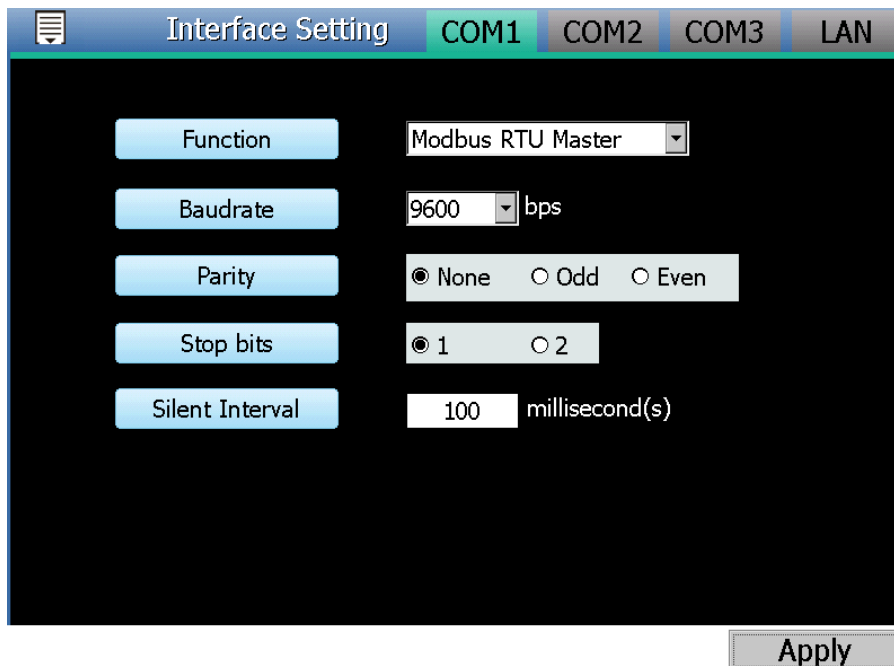 Interface Setting COM1 COM2 COM3 LAN
Function Modbus RTU Master
Baudrate 9600 bps
Parity None Odd Even
Stop bits 1 2
Silent Interval 100 millisecond(s)
Apply